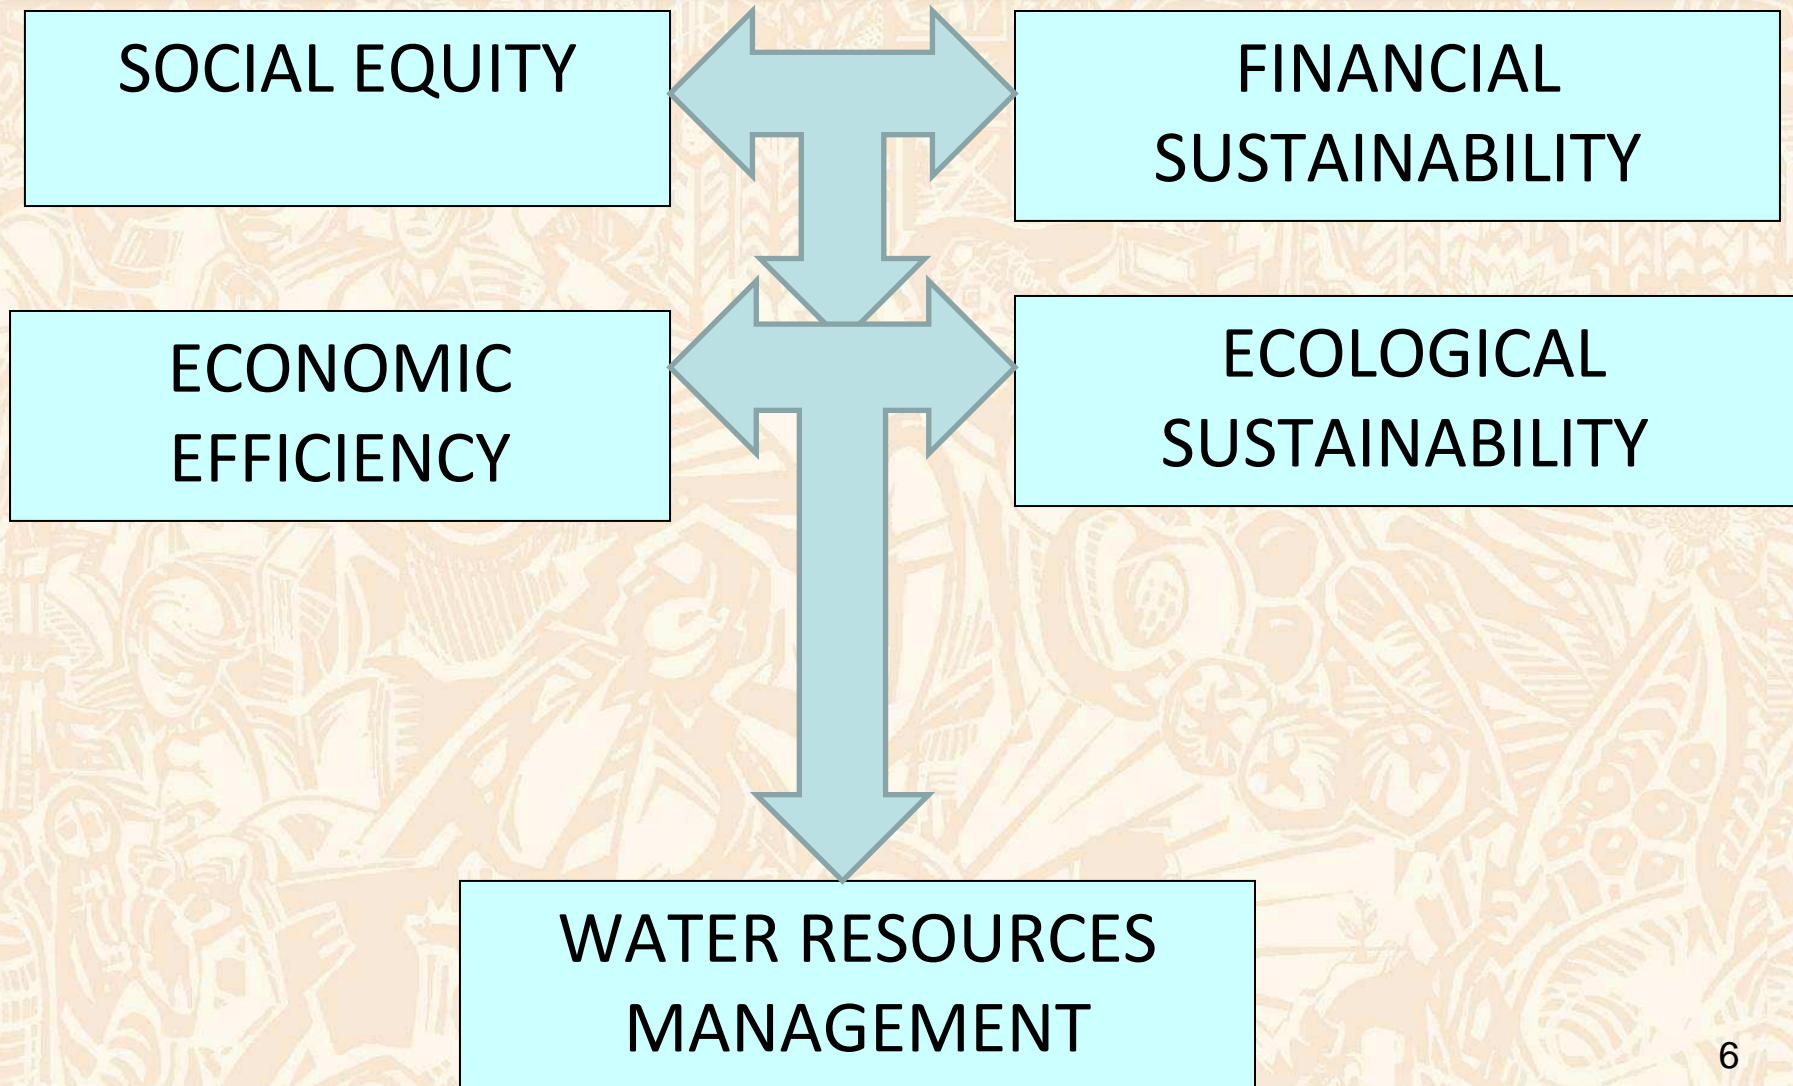 SOCIAL EQUITY
FINANCIAL
SUSTAINABILITY
ECONOMIC
EFFICIENCY
ECOLOGICAL
SUSTAINABILITY
WATER RESOURCES
MANAGEMENT
6